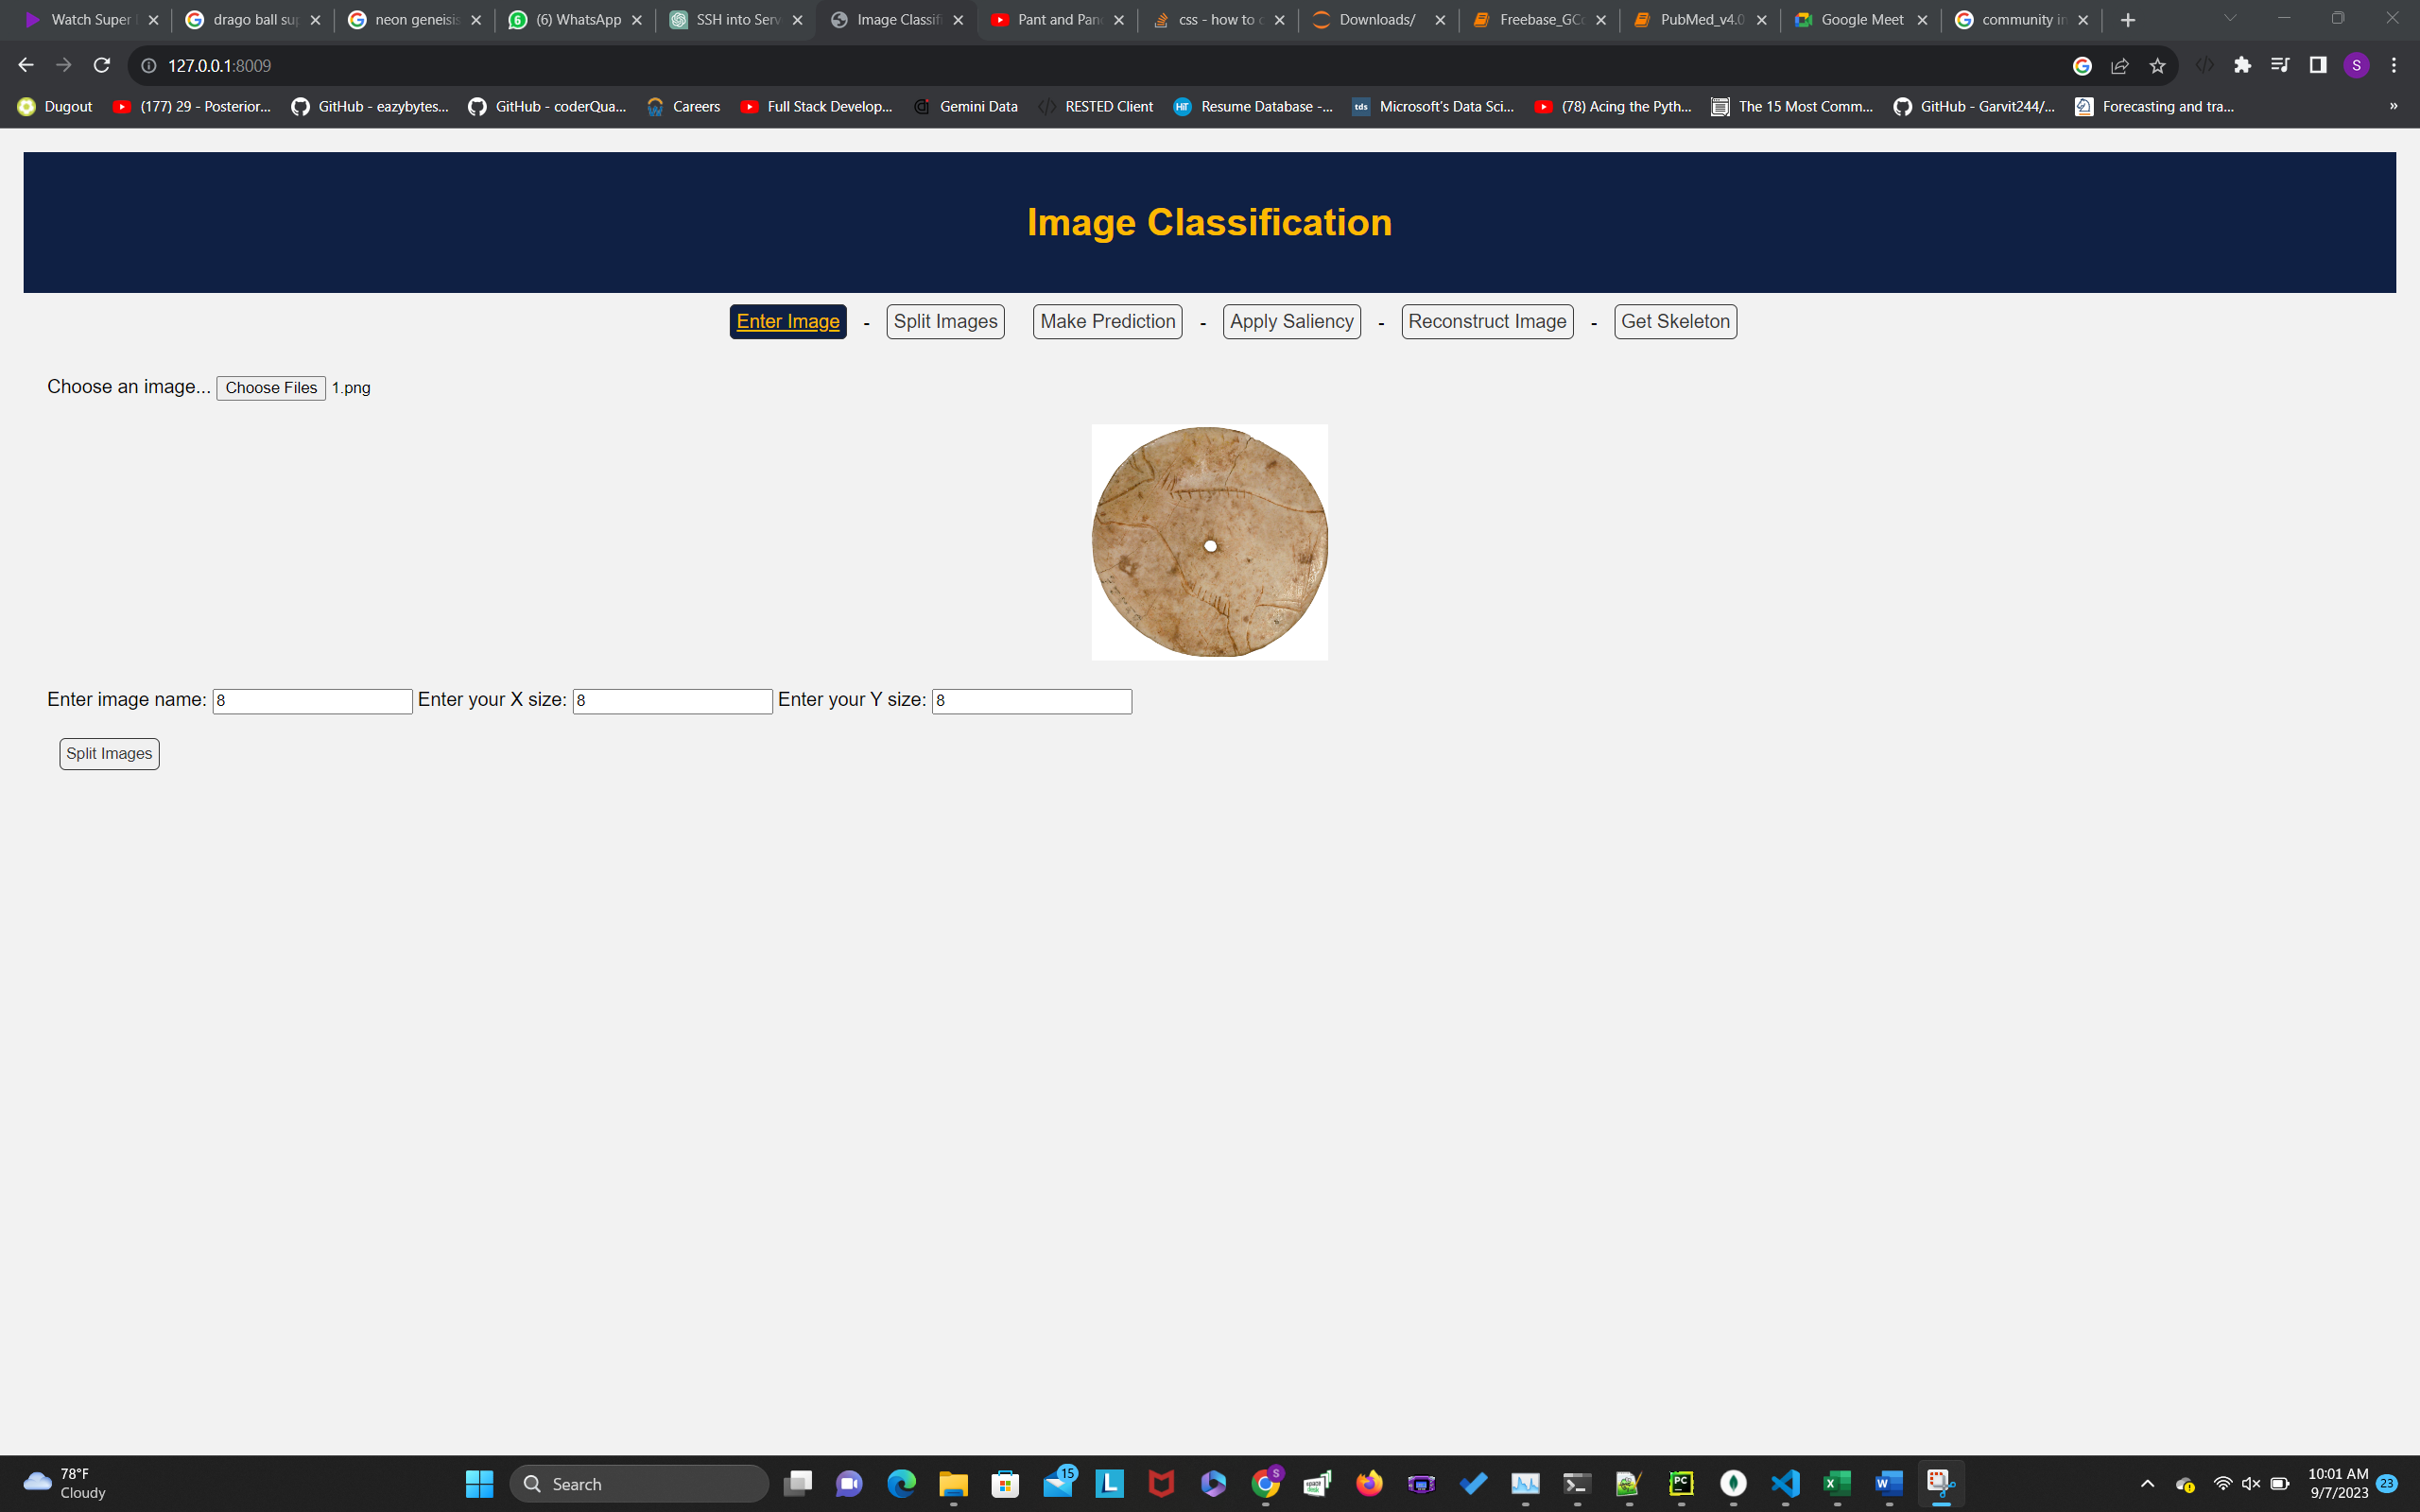 Watch Super drago ball su neon geneisis (6) WhatsApp SSH into Serv Image Classifi Pant and Pan css - how to c Downloads/ Freebase_GC PubMed_v4.0 Google Meet community in
127.0.0.1:8009
Dugout (177) 29 - Posterior... GitHub - eazybytes... GitHub - coderQua... Careers Full Stack Develop... Gemini Data RESTED Client Resume Database -... Microsoft's Data Sci... (78) Acing the Pyth... The 15 Most Comm... GitHub - Garvit244/... Forecasting and tra... »
Image Classification
Enter Image - Split Images Make Prediction - Apply Saliency - Reconstruct Image - Get Skeleton
Choose an image... Choose Files 1.png
Enter image name: 8 Enter your X size: 8 Enter your Y size: 8
Split Images
78°F
Cloudy
Search
15
10:01 AM
9/7/2023
23